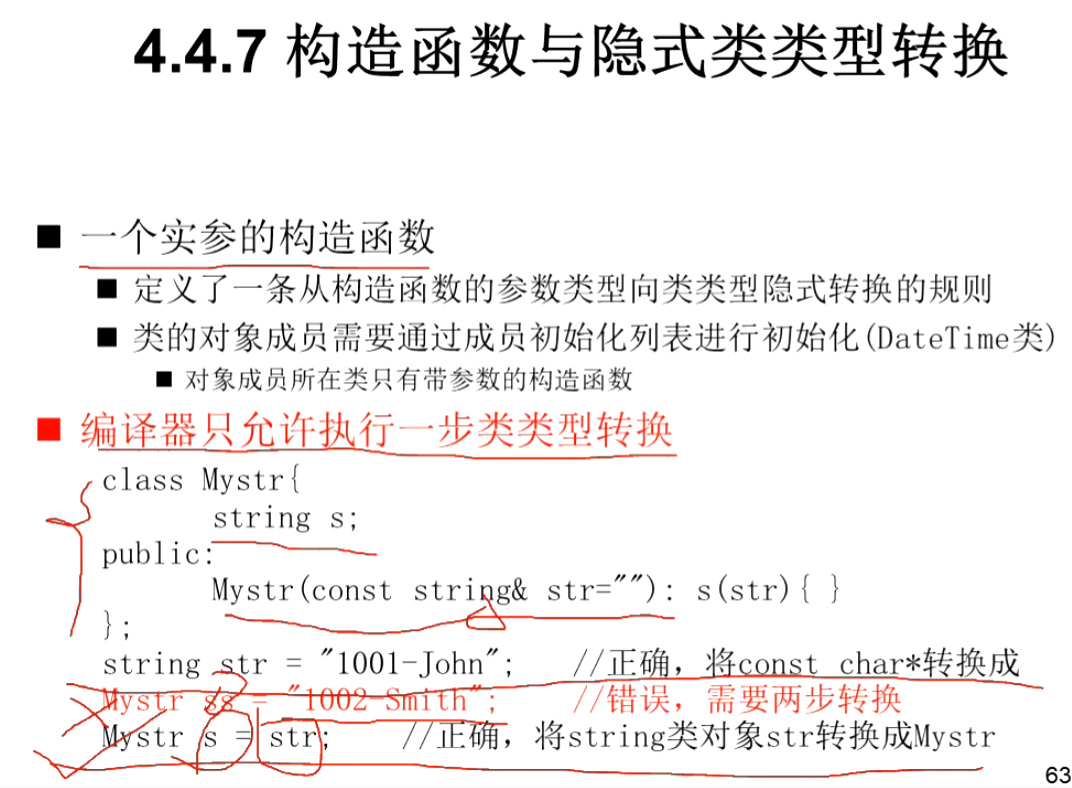 4.4.7 构造函数与隐式类类型转换
一个实参的构造函数
定义了一条从构造函数的参数类型向类类型隐式转换的规则
类的对象成员需要通过成员初始化列表进行初始化(DateTime类)
对象成员所在类只有带参数的构造函数
编译器只允许执行一步类类型转换
class Mystr{
string s;
public:
Mystr(const string& str=""): s(str){ }
};
string str = "1001-John"; //正确，将const char*转换成
Mystr ss = "1002-Smith"; //错误，需要两步转换
Mystr s = str; //正确，将string类对象str转换成Mystr
63